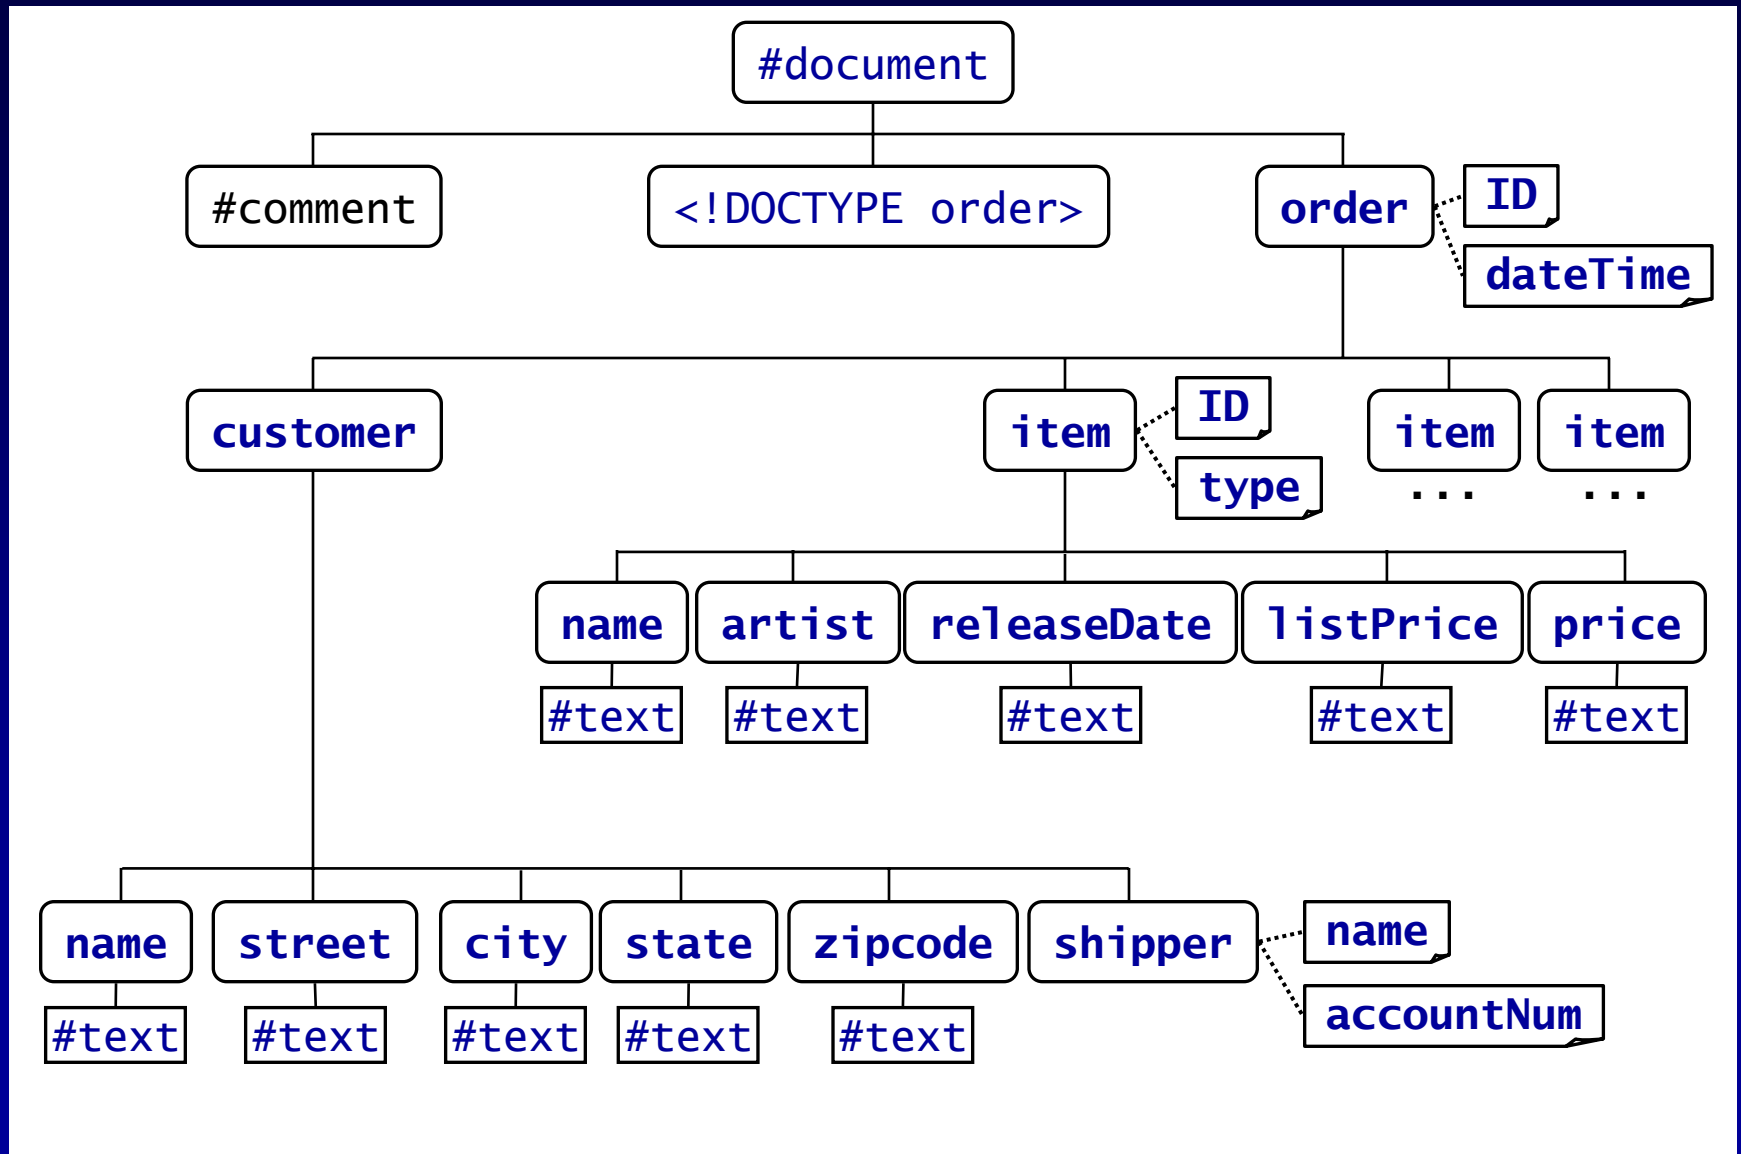 #document
#comment
<!DOCTYPE order>
order
ID
dateTime
customer
item
ID
type
item
...
item
...
name
artist
releaseDate
listPrice
price
#text
#text
#text
#text
#text
name
street
city
state
zipcode
shipper
name
accountNum
#text
#text
#text
#text
#text